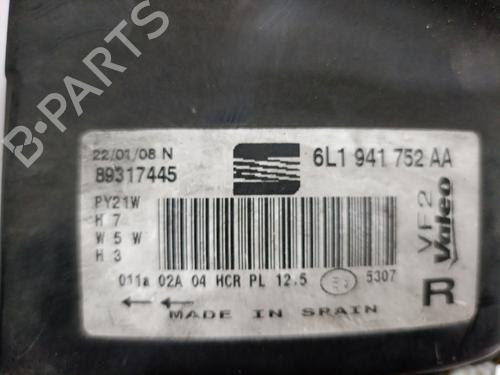 B-PARTS
22/01/08 N
6L1 941 752 AA
89317445
PY21W
H 7
W 5 W
H 3
VF2
Valeo
011a 02A 04 HCR PL 12.5
5307
R
MADE IN SPAIN